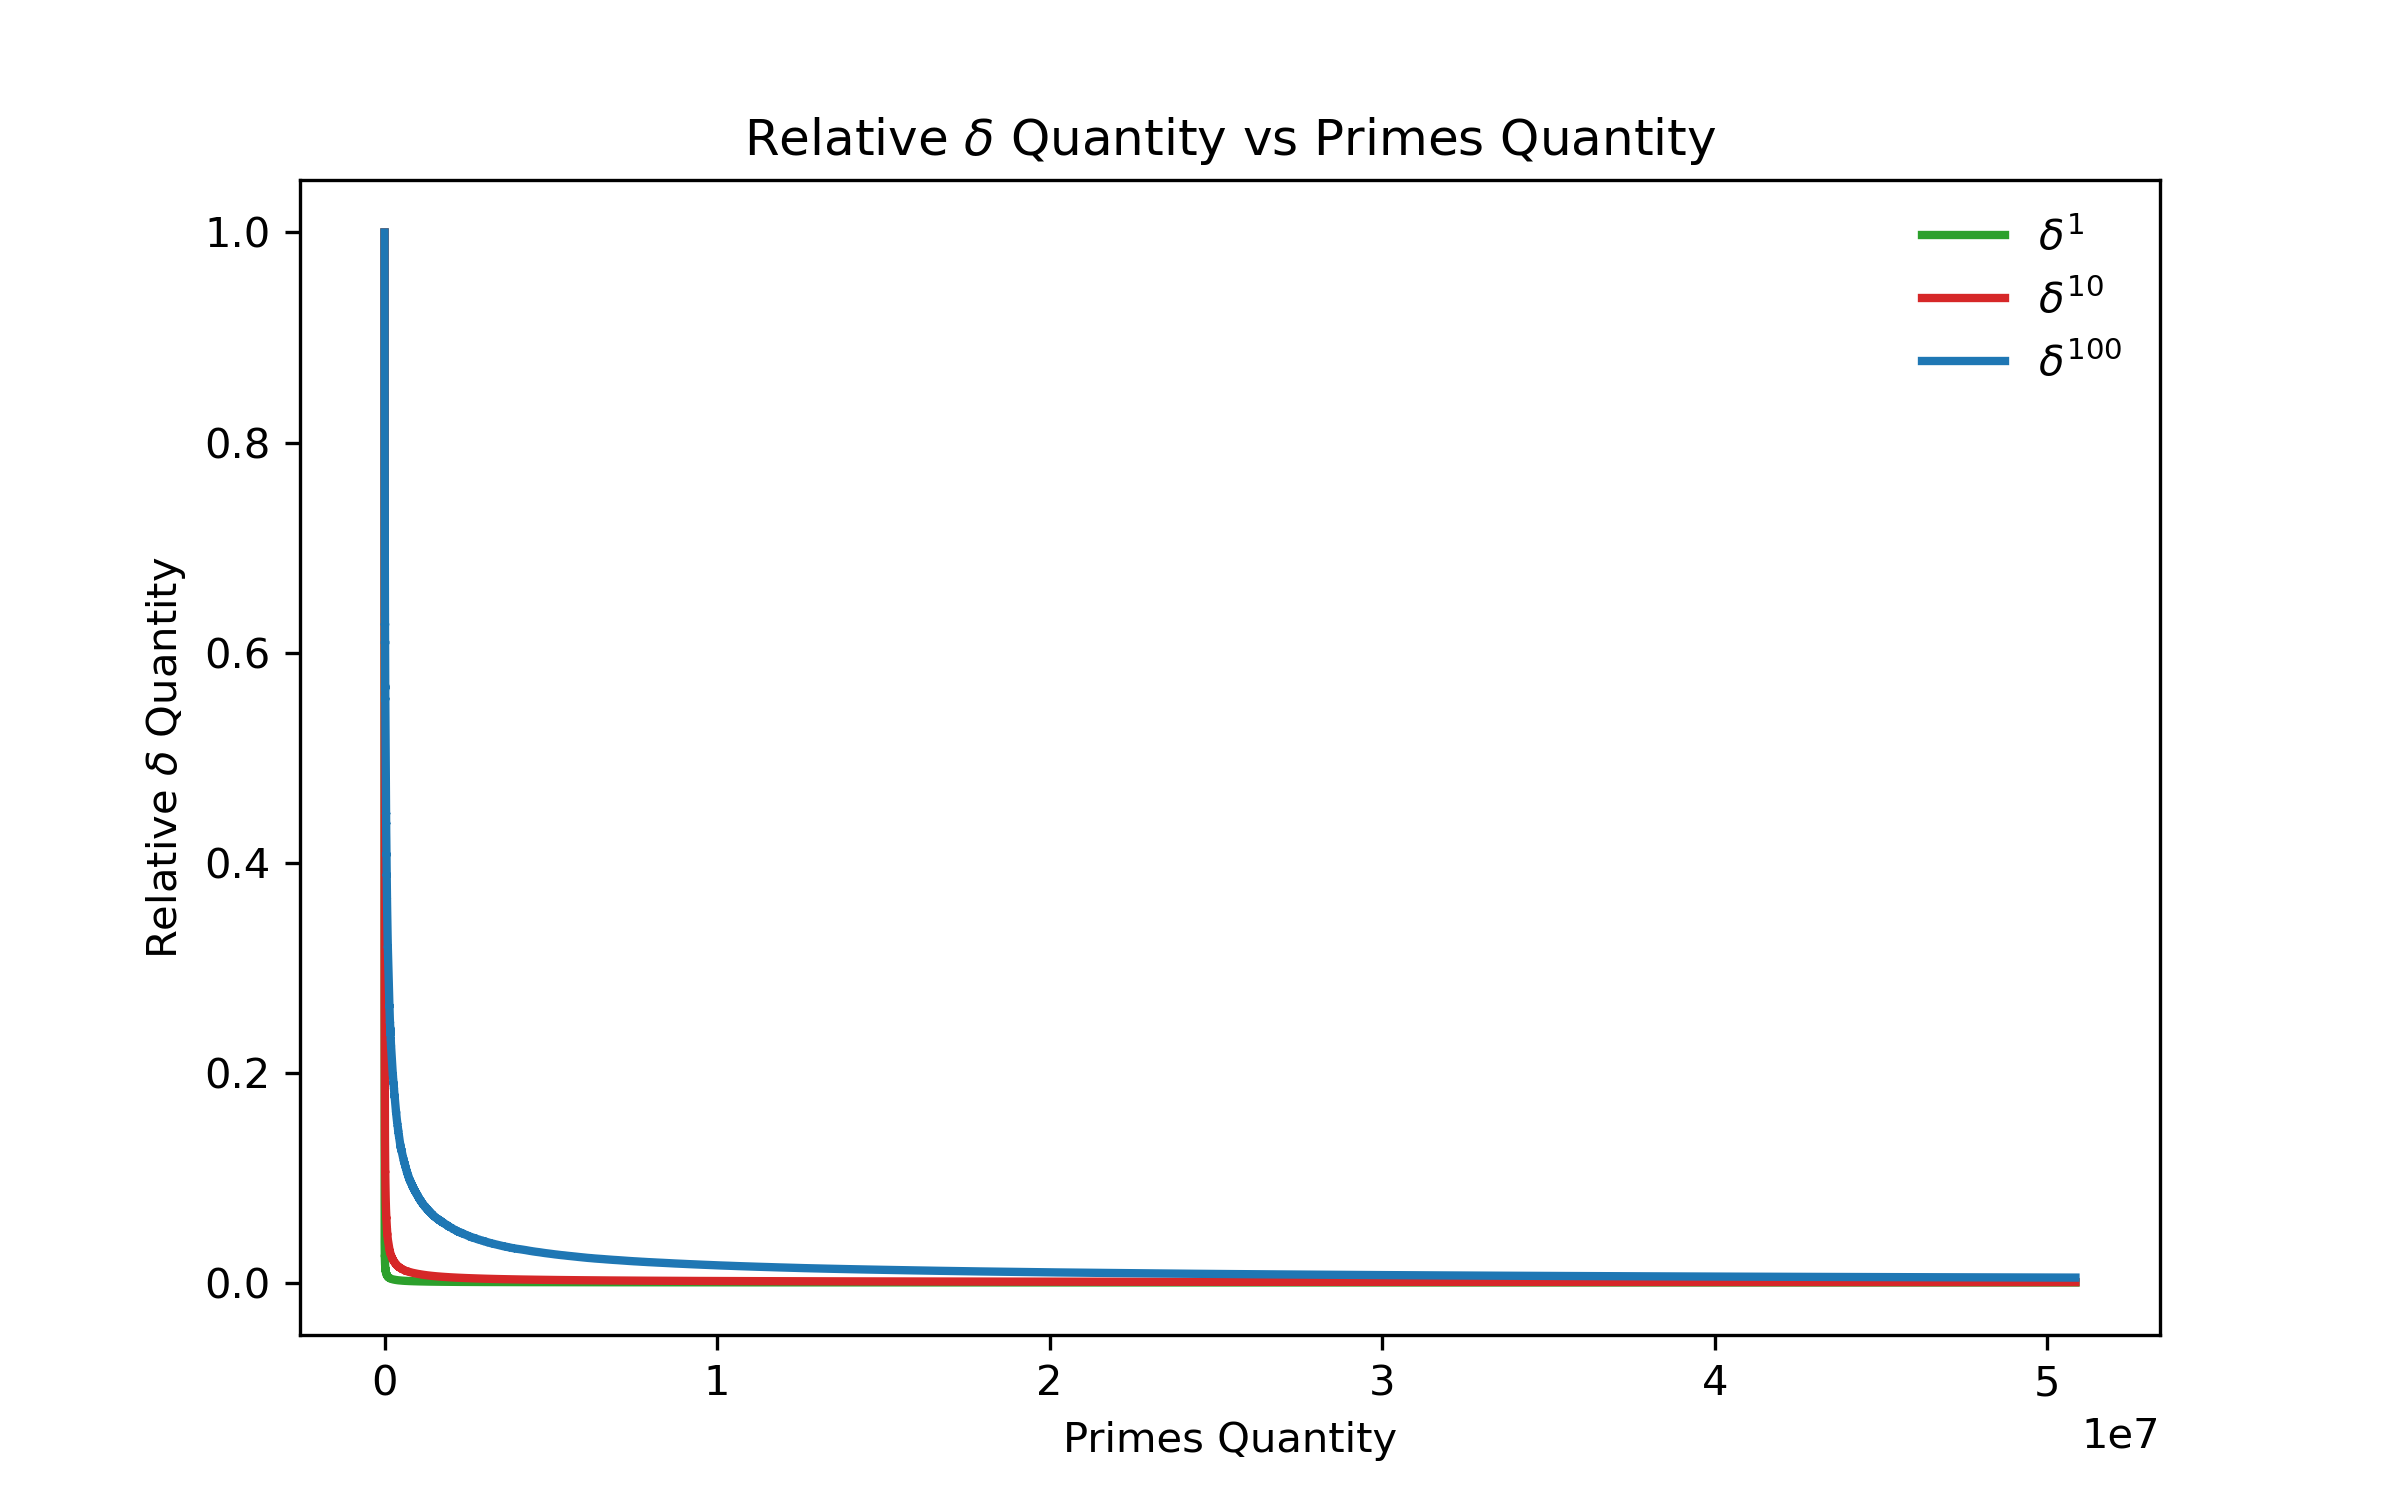 Relative δ Quantity vs Primes Quantity
δ¹
δ¹⁰
δ¹⁰⁰
Relative δ Quantity
1.0
0.8
0.6
0.4
0.2
0.0
0 1 2 3 4 5
1e7
Primes Quantity